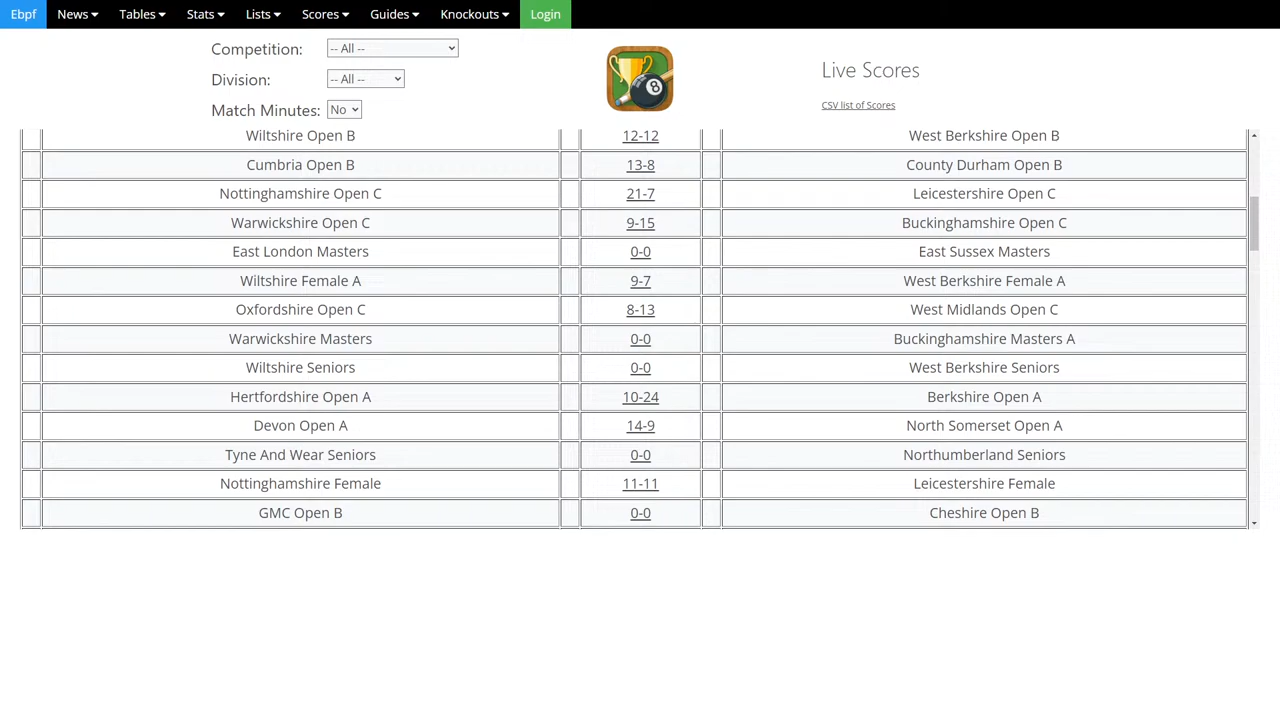 Ebpf News Tables Stats Lists Scores Guides Knockouts Login
Competition: -- All --
Division: -- All --
Match Minutes: No
8
Live Scores
CSV list of Scores
Wiltshire Open B 12-12 West Berkshire Open B
Cumbria Open B 13-8 County Durham Open B
Nottinghamshire Open C 21-7 Leicestershire Open C
Warwickshire Open C 9-15 Buckinghamshire Open C
East London Masters 0-0 East Sussex Masters
Wiltshire Female A 9-7 West Berkshire Female A
Oxfordshire Open C 8-13 West Midlands Open C
Warwickshire Masters 0-0 Buckinghamshire Masters A
Wiltshire Seniors 0-0 West Berkshire Seniors
Hertfordshire Open A 10-24 Berkshire Open A
Devon Open A 14-9 North Somerset Open A
Tyne And Wear Seniors 0-0 Northumberland Seniors
Nottinghamshire Female 11-11 Leicestershire Female
GMC Open B 0-0 Cheshire Open B